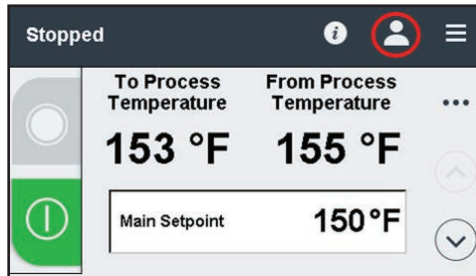 Stopped
i
To Process From Process
Temperature Temperature
153 °F 155 °F
Main Setpoint 150°F